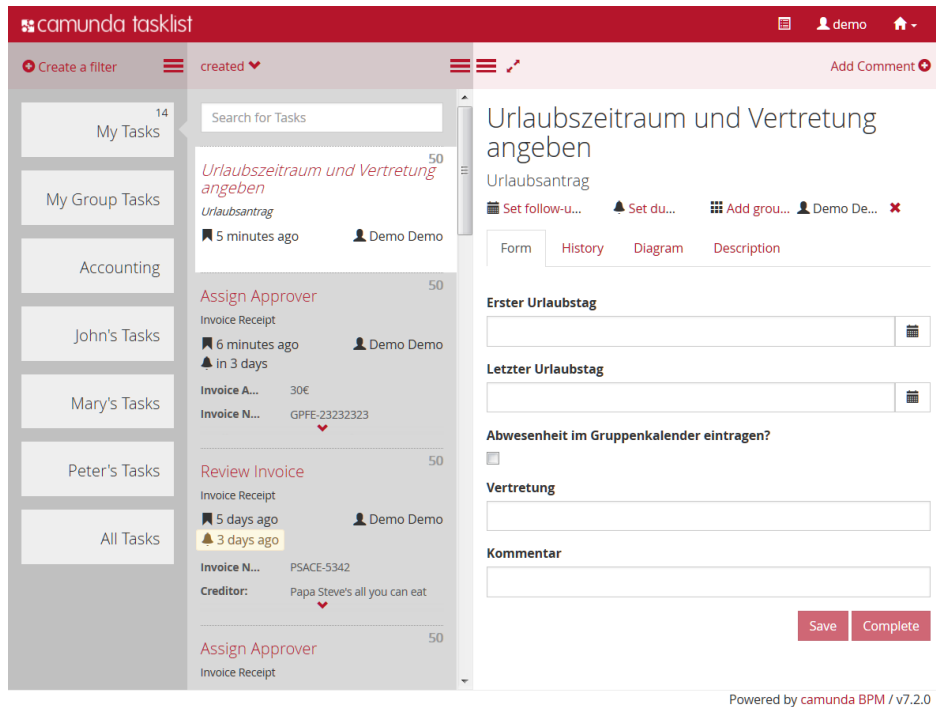 camunda tasklist
demo
Create a filter
created
Add Comment
14
My Tasks
My Group Tasks
Accounting
John's Tasks
Mary's Tasks
Peter's Tasks
All Tasks
Search for Tasks
50
Urlaubszeitraum und Vertretung
angeben
Urlaubsantrag
5 minutes ago Demo Demo
50
Assign Approver
Invoice Receipt
6 minutes ago Demo Demo
in 3 days
Invoice A... 30€
Invoice N... GPFE-23232323
50
Review Invoice
Invoice Receipt
5 days ago Demo Demo
3 days ago
Invoice N... PSACE-5342
Creditor: Papa Steve's all you can eat
50
Assign Approver
Invoice Receipt
Urlaubszeitraum und Vertretung
angeben
Urlaubsantrag
Set follow-u... Set du... Add grou... Demo De...
Form History Diagram Description
Erster Urlaubstag
Letzter Urlaubstag
Abwesenheit im Gruppenkalender eintragen?
Vertretung
Kommentar
Save Complete
Powered by camunda BPM / v7.2.0